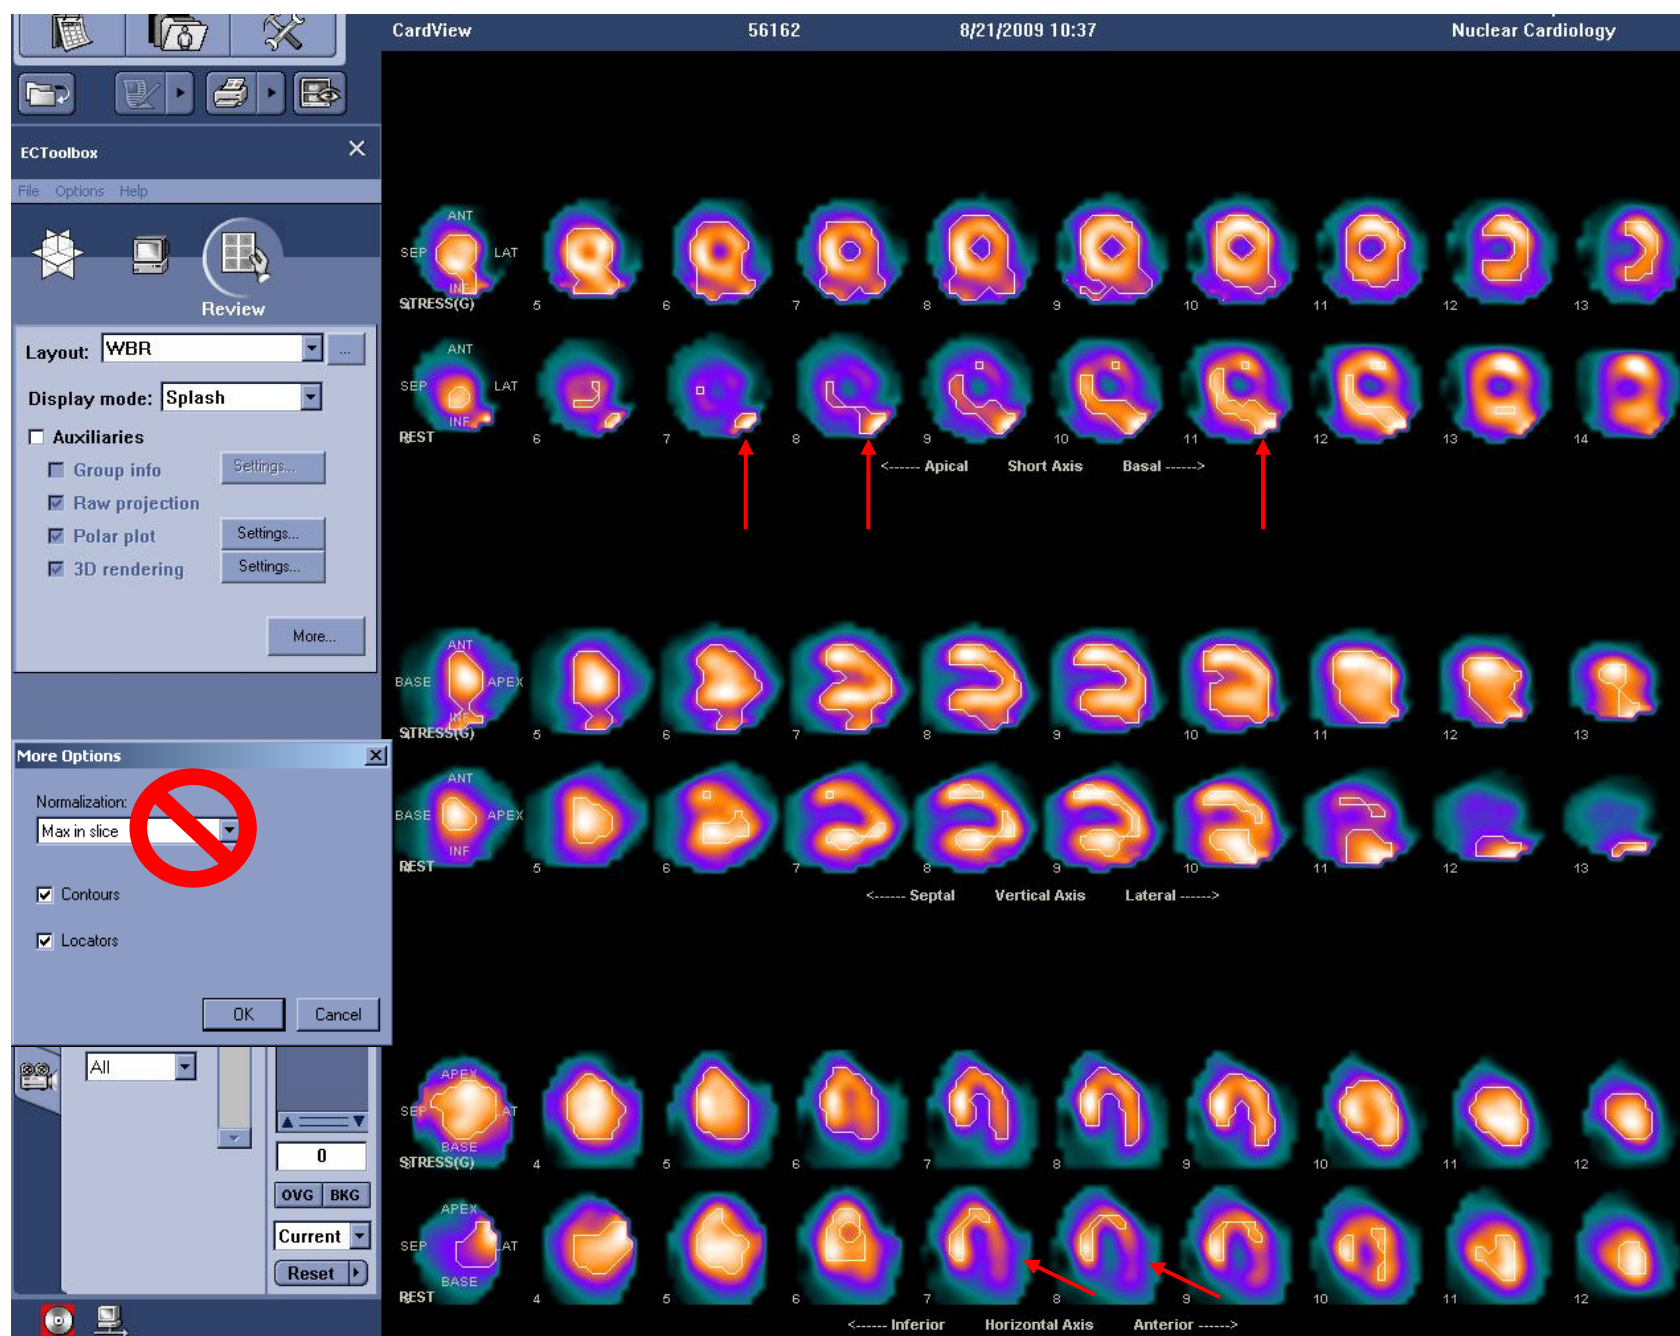 CardView 56162 8/21/2009 10:37 Nuclear Cardiology
ECToolbox
File Options Help
Review
Layout: WBR ...
Display mode: Splash
Auxiliaries
Group info Settings...
Raw projection
Polar plot Settings...
3D rendering Settings...
More...
More Options
Normalization:
Max in slice
Contours
Locators
OK Cancel
All
0
OVG BKG
Current
Reset
ANT
SEP LAT
INF
STRESS(G) 5 6 7 8 9 10 11 12 13
ANT
SEP LAT
INF
REST 6 7 8 9 10 11 12 13 14
<------ Apical Short Axis Basal ------>
ANT
BASE APEX
INF
STRESS(G) 5 6 7 8 9 10 11 12 13
ANT
BASE APEX
INF
REST 5 6 7 8 9 10 11 12 13
<------ Septal Vertical Axis Lateral ------>
APEX
SEP LAT
BASE
STRESS(G) 4 5 6 7 8 9 10 11 12
APEX
SEP LAT
BASE
REST 4 5 6 7 8 9 10 11 12
<------ Inferior Horizontal Axis Anterior ------>